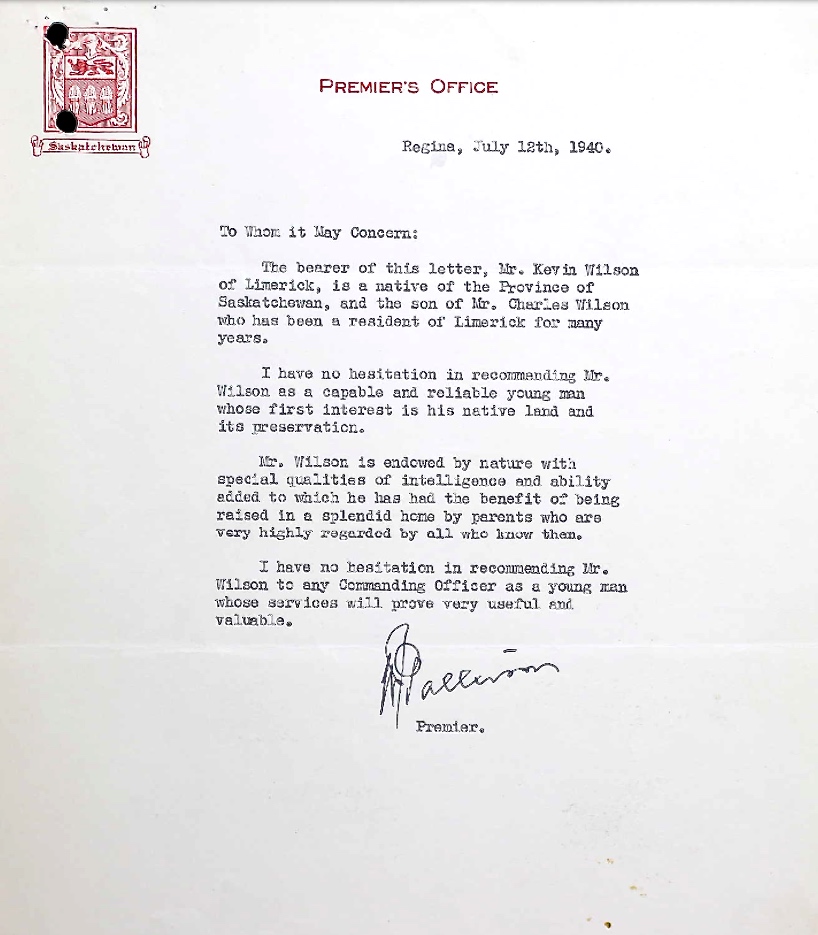 Saskatchewan
PREMIER'S OFFICE
Regina, July 12th, 1940.
To Whom it May Concern:
The bearer of this letter, Mr. Kevin Wilson
of Limerick, is a native of the Province of
Saskatchewan, and the son of Mr. Charles Wilson
who has been a resident of Limerick for many
years.
I have no hesitation in recommending Mr.
Wilson as a capable and reliable young man
whose first interest is his native land and
its preservation.
Mr. Wilson is endowed by nature with
special qualities of intelligence and ability
added to which he has had the benefit of being
raised in a splendid home by parents who are
very highly regarded by all who know them.
I have no hesitation in recommending Mr.
Wilson to any Commanding Officer as a young man
whose services will prove very useful and
valuable.
Patterson
Premier.